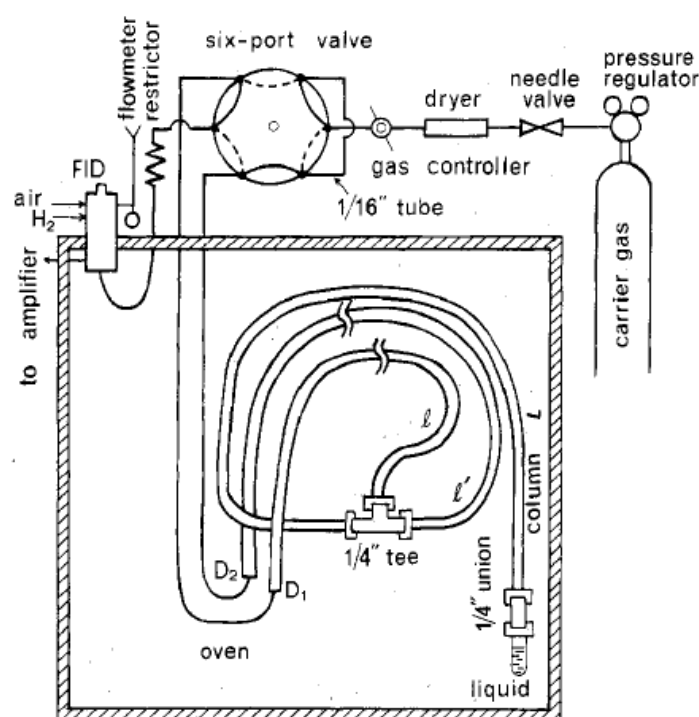 six-port valve
pressure
regulator
needle
valve
dryer
gas controller
1/16" tube
flowmeter
restrictor
FID
air
H₂
to amplifier
carrier gas
ℓ
ℓ'
L
column
1/4" tee
1/4" union
D₂
D₁
oven
liquid